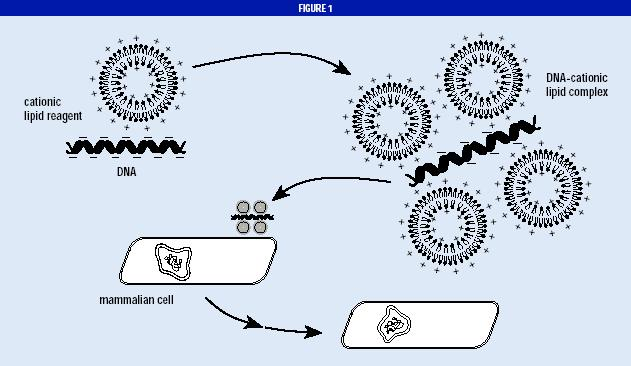 FIGURE 1
cationic
lipid reagent
DNA
DNA-cationic
lipid complex
mammalian cell